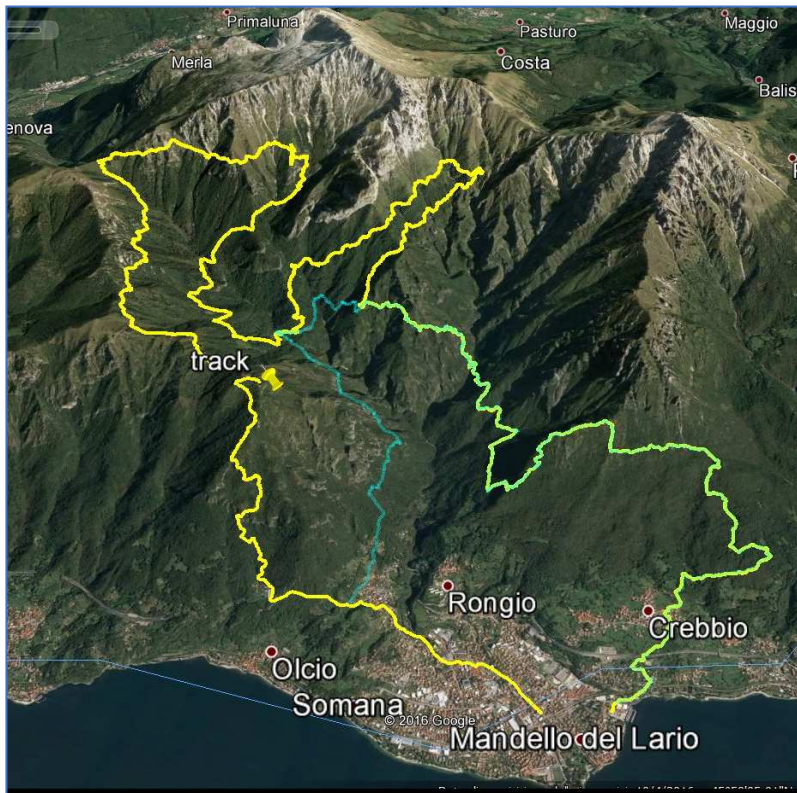 Primaluna
Pasturo
Maggio
Merla
Costa
Balis
enova
track
Rongio
Crebbio
Olcio
Somana
© 2016 Google
Mandello del Lario